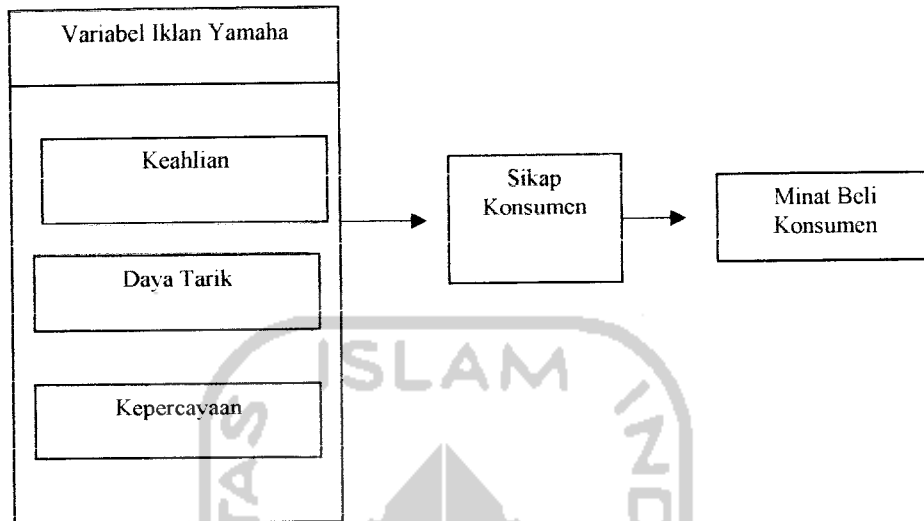 Variabel Iklan Yamaha
Keahlian
Daya Tarik
Kepercayaan
Sikap
Konsumen
Minat Beli
Konsumen
ISLAM